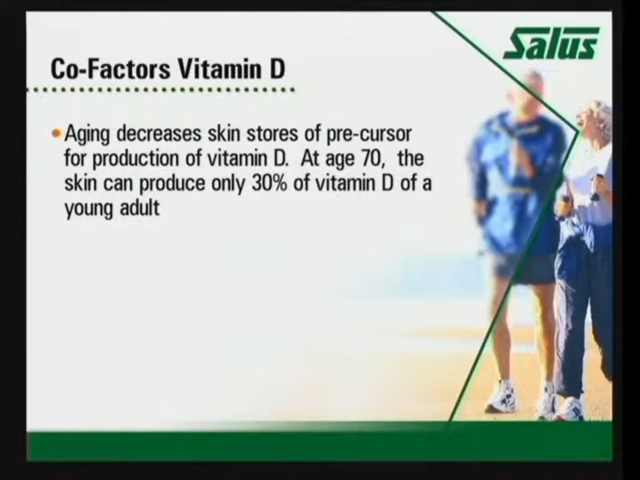 Salus
Co-Factors Vitamin D
Aging decreases skin stores of pre-cursor
for production of vitamin D. At age 70, the
skin can produce only 30% of vitamin D of a
young adult